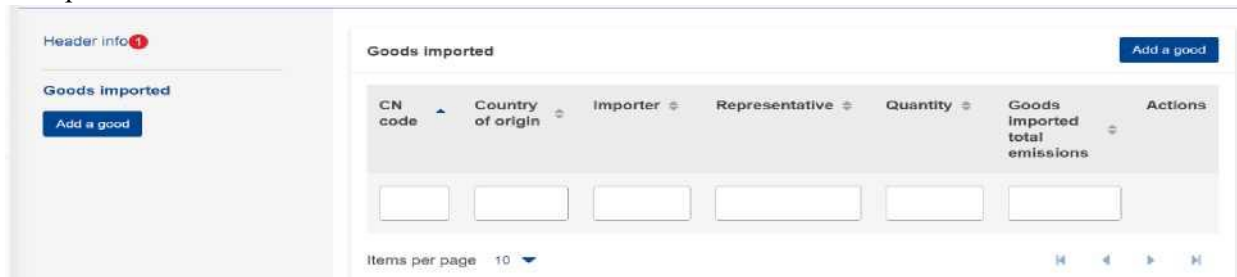 Header info 1
Goods imported
Add a good
Goods imported
Add a good
CN code
Country of origin
Importer
Representative
Quantity
Goods imported total emissions
Actions
Items per page 10